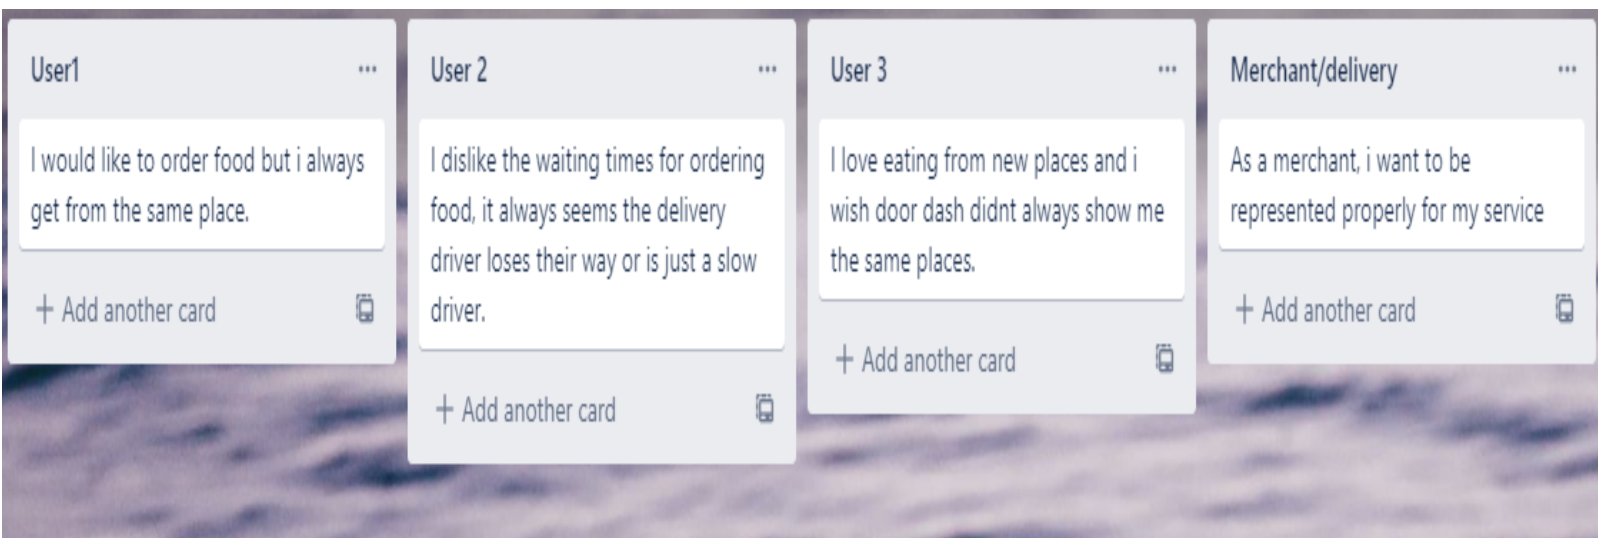 User1
I would like to order food but i always
get from the same place.
+ Add another card
User 2
I dislike the waiting times for ordering
food, it always seems the delivery
driver loses their way or is just a slow
driver.
+ Add another card
User 3
I love eating from new places and i
wish door dash didnt always show me
the same places.
+ Add another card
Merchant/delivery
As a merchant, i want to be
represented properly for my service
+ Add another card